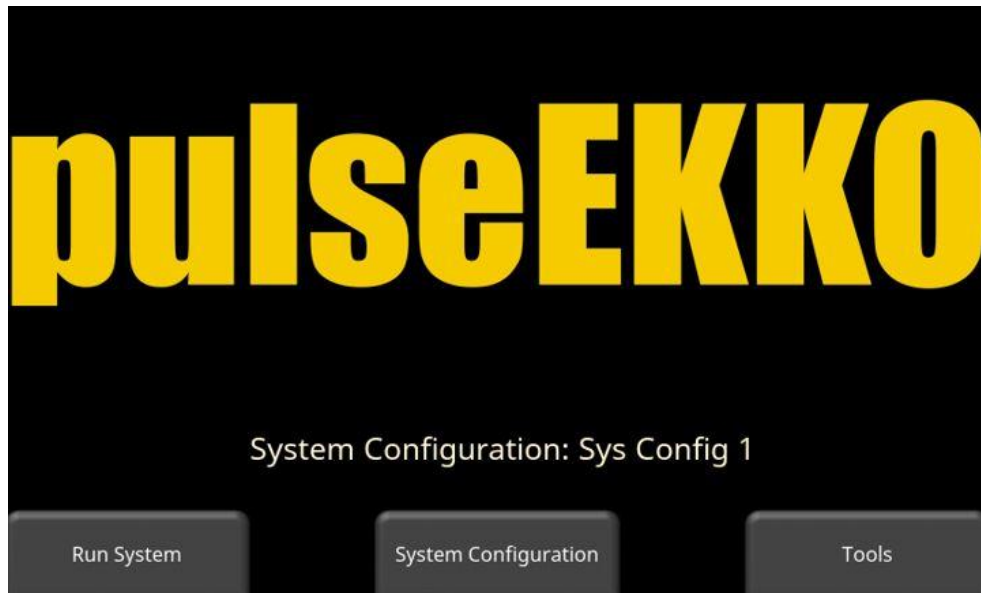 pulseEKKO
System Configuration: Sys Config 1
Run System
System Configuration
Tools